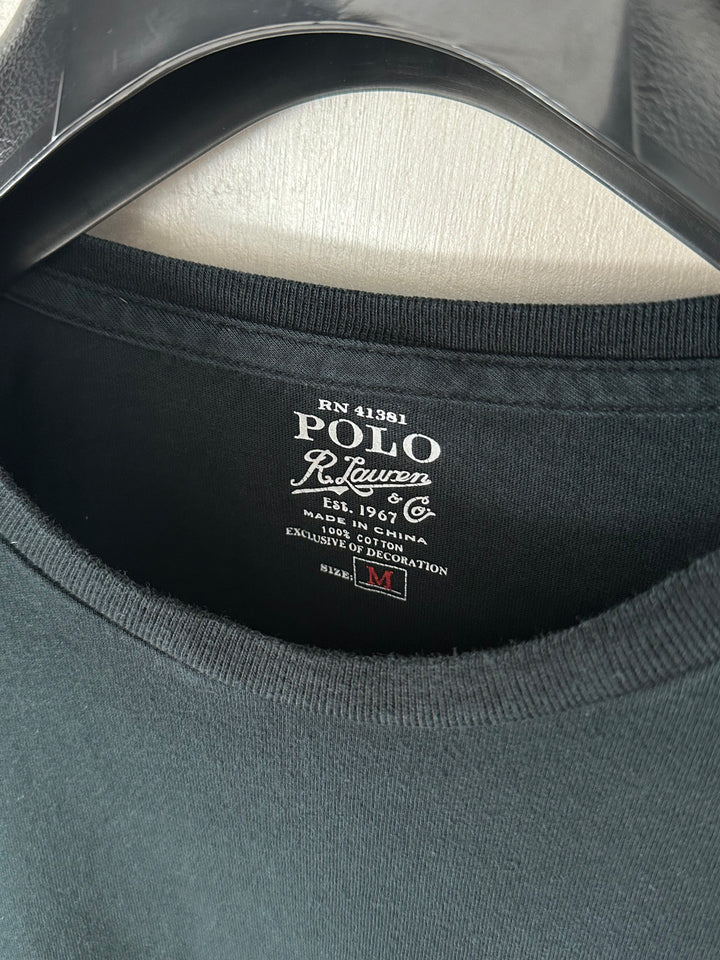 RN 41381
POLO
R. Lauren
& Co.
Est. 1967
MADE IN CHINA
100% COTTON
EXCLUSIVE OF DECORATION
SIZE: M